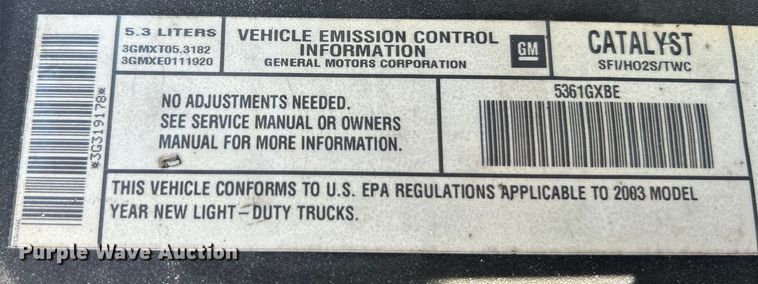 5.3 LITERS
3GMXT05.3182
3GMXE0111920
VEHICLE EMISSION CONTROL
INFORMATION
GENERAL MOTORS CORPORATION
GM
CATALYST
SFI/HO2S/TWC
*3G319178*
NO ADJUSTMENTS NEEDED.
SEE SERVICE MANUAL OR OWNERS
MANUAL FOR MORE INFORMATION.
5361GXBE
THIS VEHICLE CONFORMS TO U.S. EPA REGULATIONS APPLICABLE TO 2003 MODEL
YEAR NEW LIGHT-DUTY TRUCKS.
Purple Wave Auction